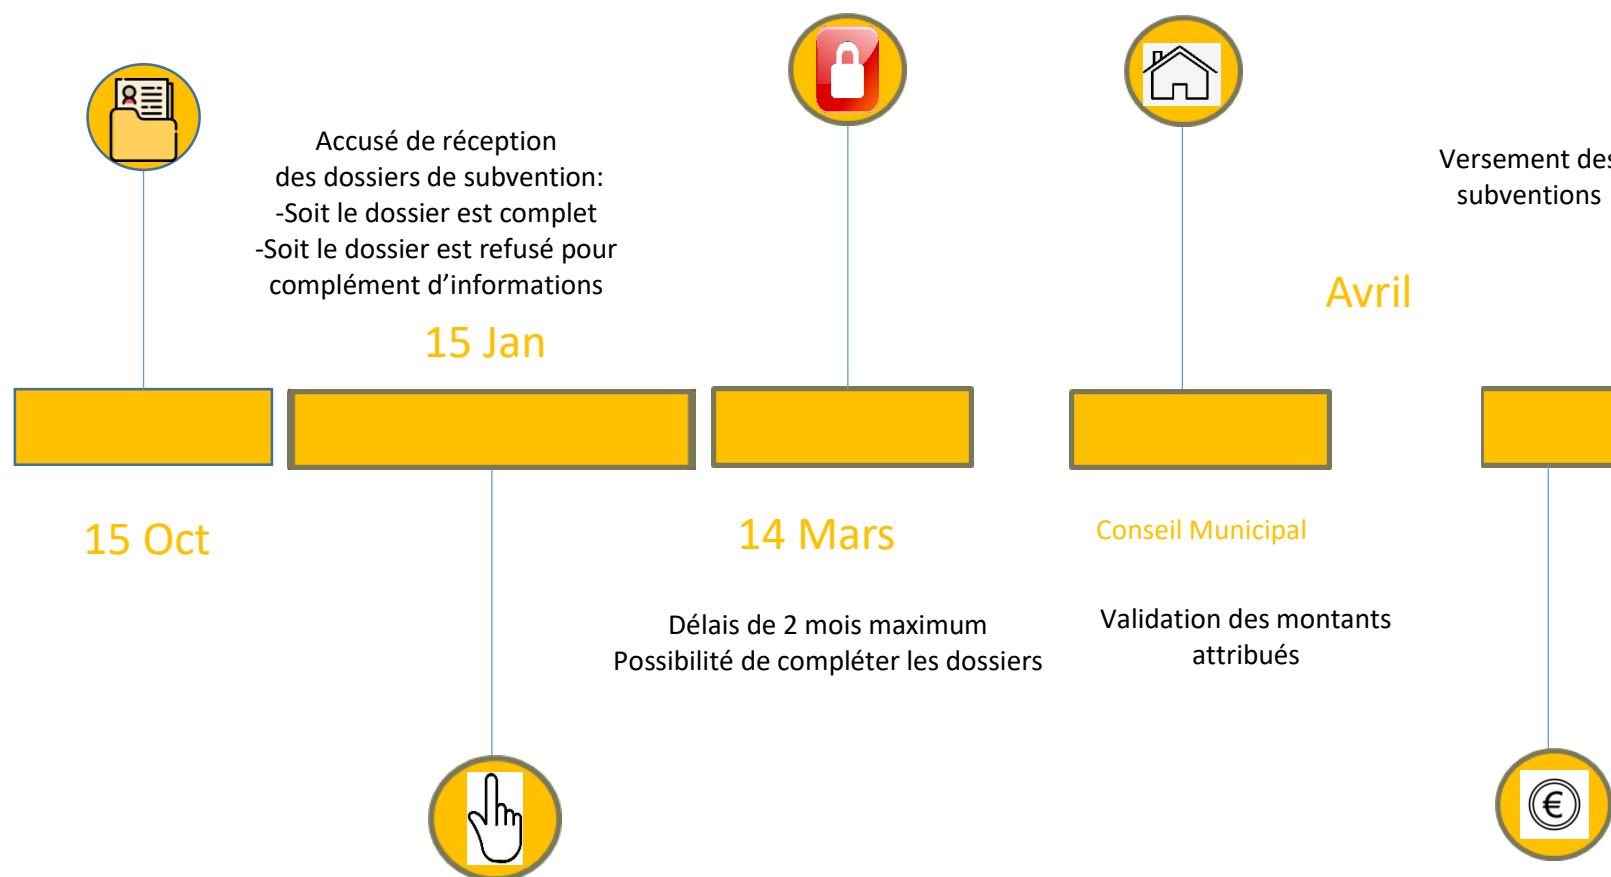 Accusé de réception
des dossiers de subvention:
-Soit le dossier est complet
-Soit le dossier est refusé pour
complément d’informations
15 Jan
Versement des
subventions
Avril
15 Oct
14 Mars
Délais de 2 mois maximum
Possibilité de compléter les dossiers
Conseil Municipal
Validation des montants
attribués
€